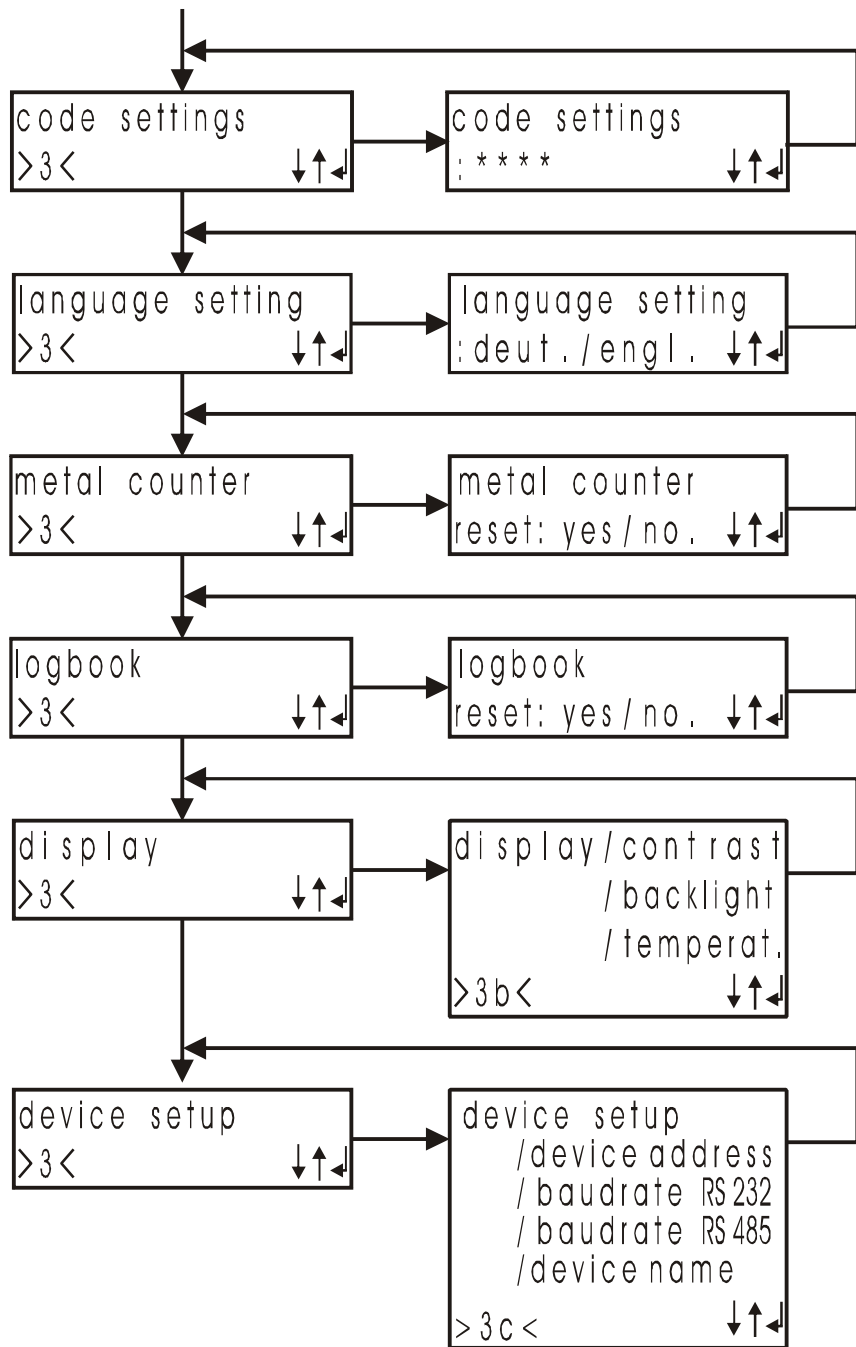 code settings
>3< ↓↑↵
code settings
:**** ↓↑↵
language setting
>3< ↓↑↵
language setting
:deut./engl. ↓↑↵
metal counter
>3< ↓↑↵
metal counter
reset: yes/no. ↓↑↵
logbook
>3< ↓↑↵
logbook
reset: yes/no. ↓↑↵
display
>3< ↓↑↵
display/contrast
/backlight
/temperat.
>3b< ↓↑↵
device setup
>3< ↓↑↵
device setup
/device address
/baudrate RS232
/baudrate RS485
/device name
>3c< ↓↑↵